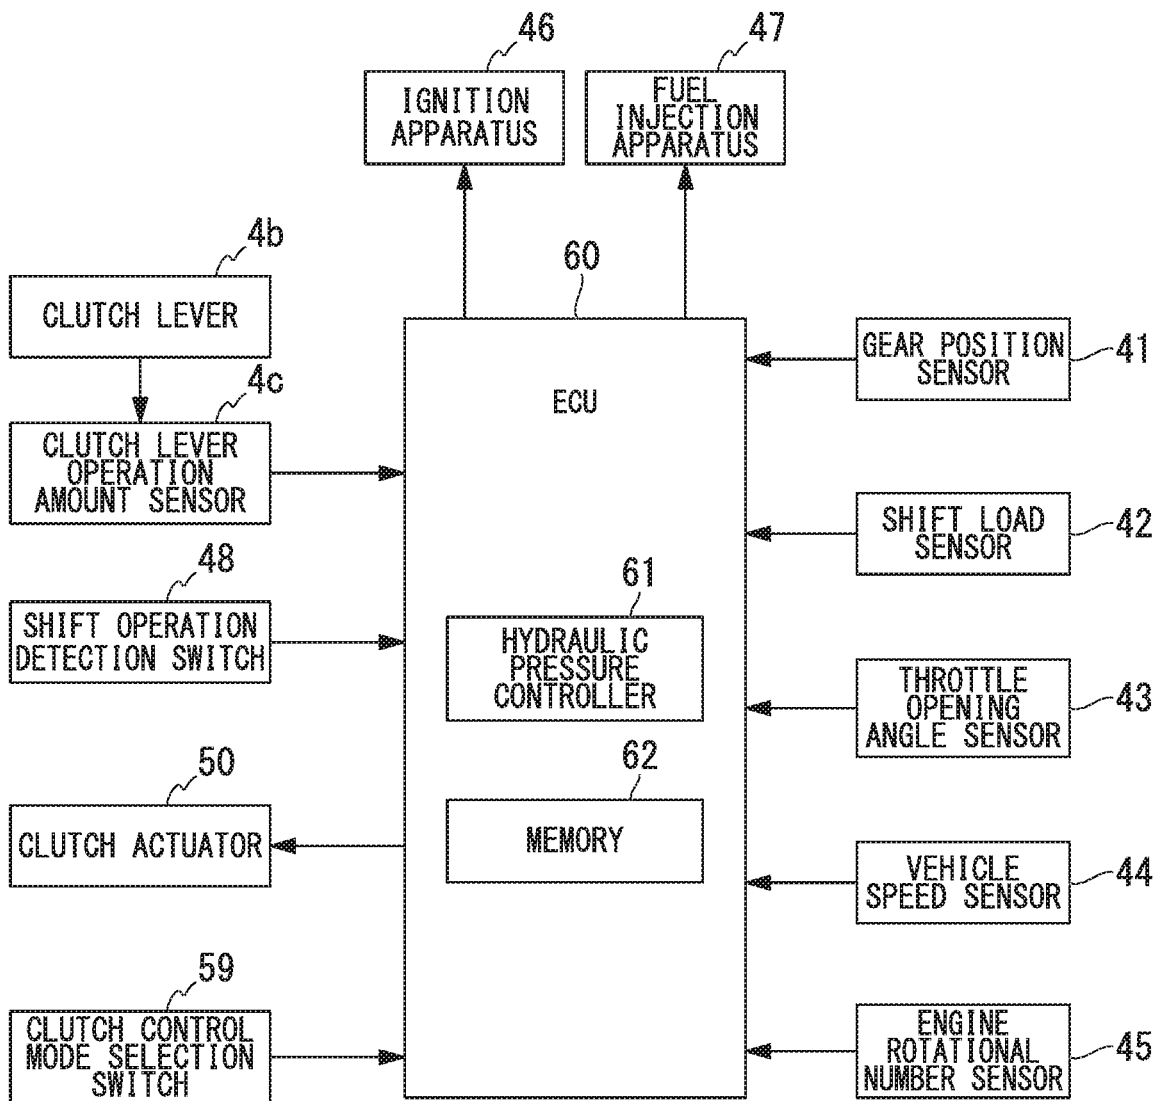 46
47
IGNITION
APPARATUS
FUEL
INJECTION
APPARATUS
4b
CLUTCH LEVER
60
ECU
4c
CLUTCH LEVER
OPERATION
AMOUNT SENSOR
48
SHIFT OPERATION
DETECTION SWITCH
50
CLUTCH ACTUATOR
59
CLUTCH CONTROL
MODE SELECTION
SWITCH
61
HYDRAULIC
PRESSURE
CONTROLLER
62
MEMORY
GEAR POSITION
SENSOR
41
SHIFT LOAD
SENSOR
42
THROTTLE
OPENING
ANGLE SENSOR
43
VEHICLE
SPEED SENSOR
44
ENGINE
ROTATIONAL
NUMBER SENSOR
45